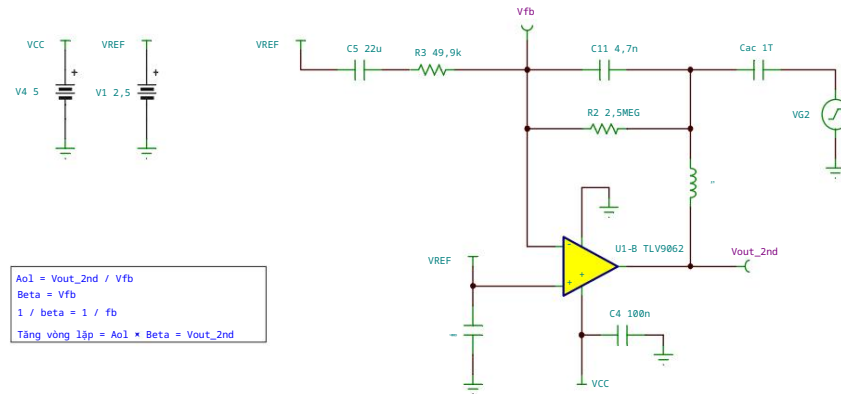 Vfb
VCC
VREF
VREF
C5 22u
R3 49,9k
C11 4,7n
Cac 1T
V4 5
V1 2,5
+
+
R2 2,5MEG
VG2
U1-B TLV9062
VREF
Vout_2nd
-
+
+
C4 100n
VCC
Aol = Vout_2nd / Vfb
Beta = Vfb
1 / beta = 1 / fb
Tăng vòng lặp = Aol × Beta = Vout_2nd